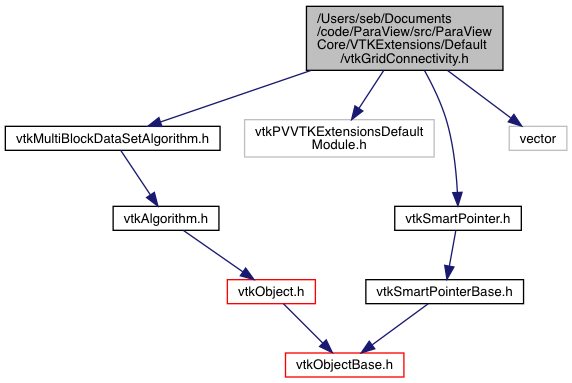 /Users/seb/Documents
/code/ParaView/src/ParaView
Core/VTKExtensions/Default
/vtkGridConnectivity.h
vtkMultiBlockDataSetAlgorithm.h
vtkPVVTKExtensionsDefault
Module.h
vector
vtkAlgorithm.h
vtkSmartPointer.h
vtkObject.h
vtkSmartPointerBase.h
vtkObjectBase.h